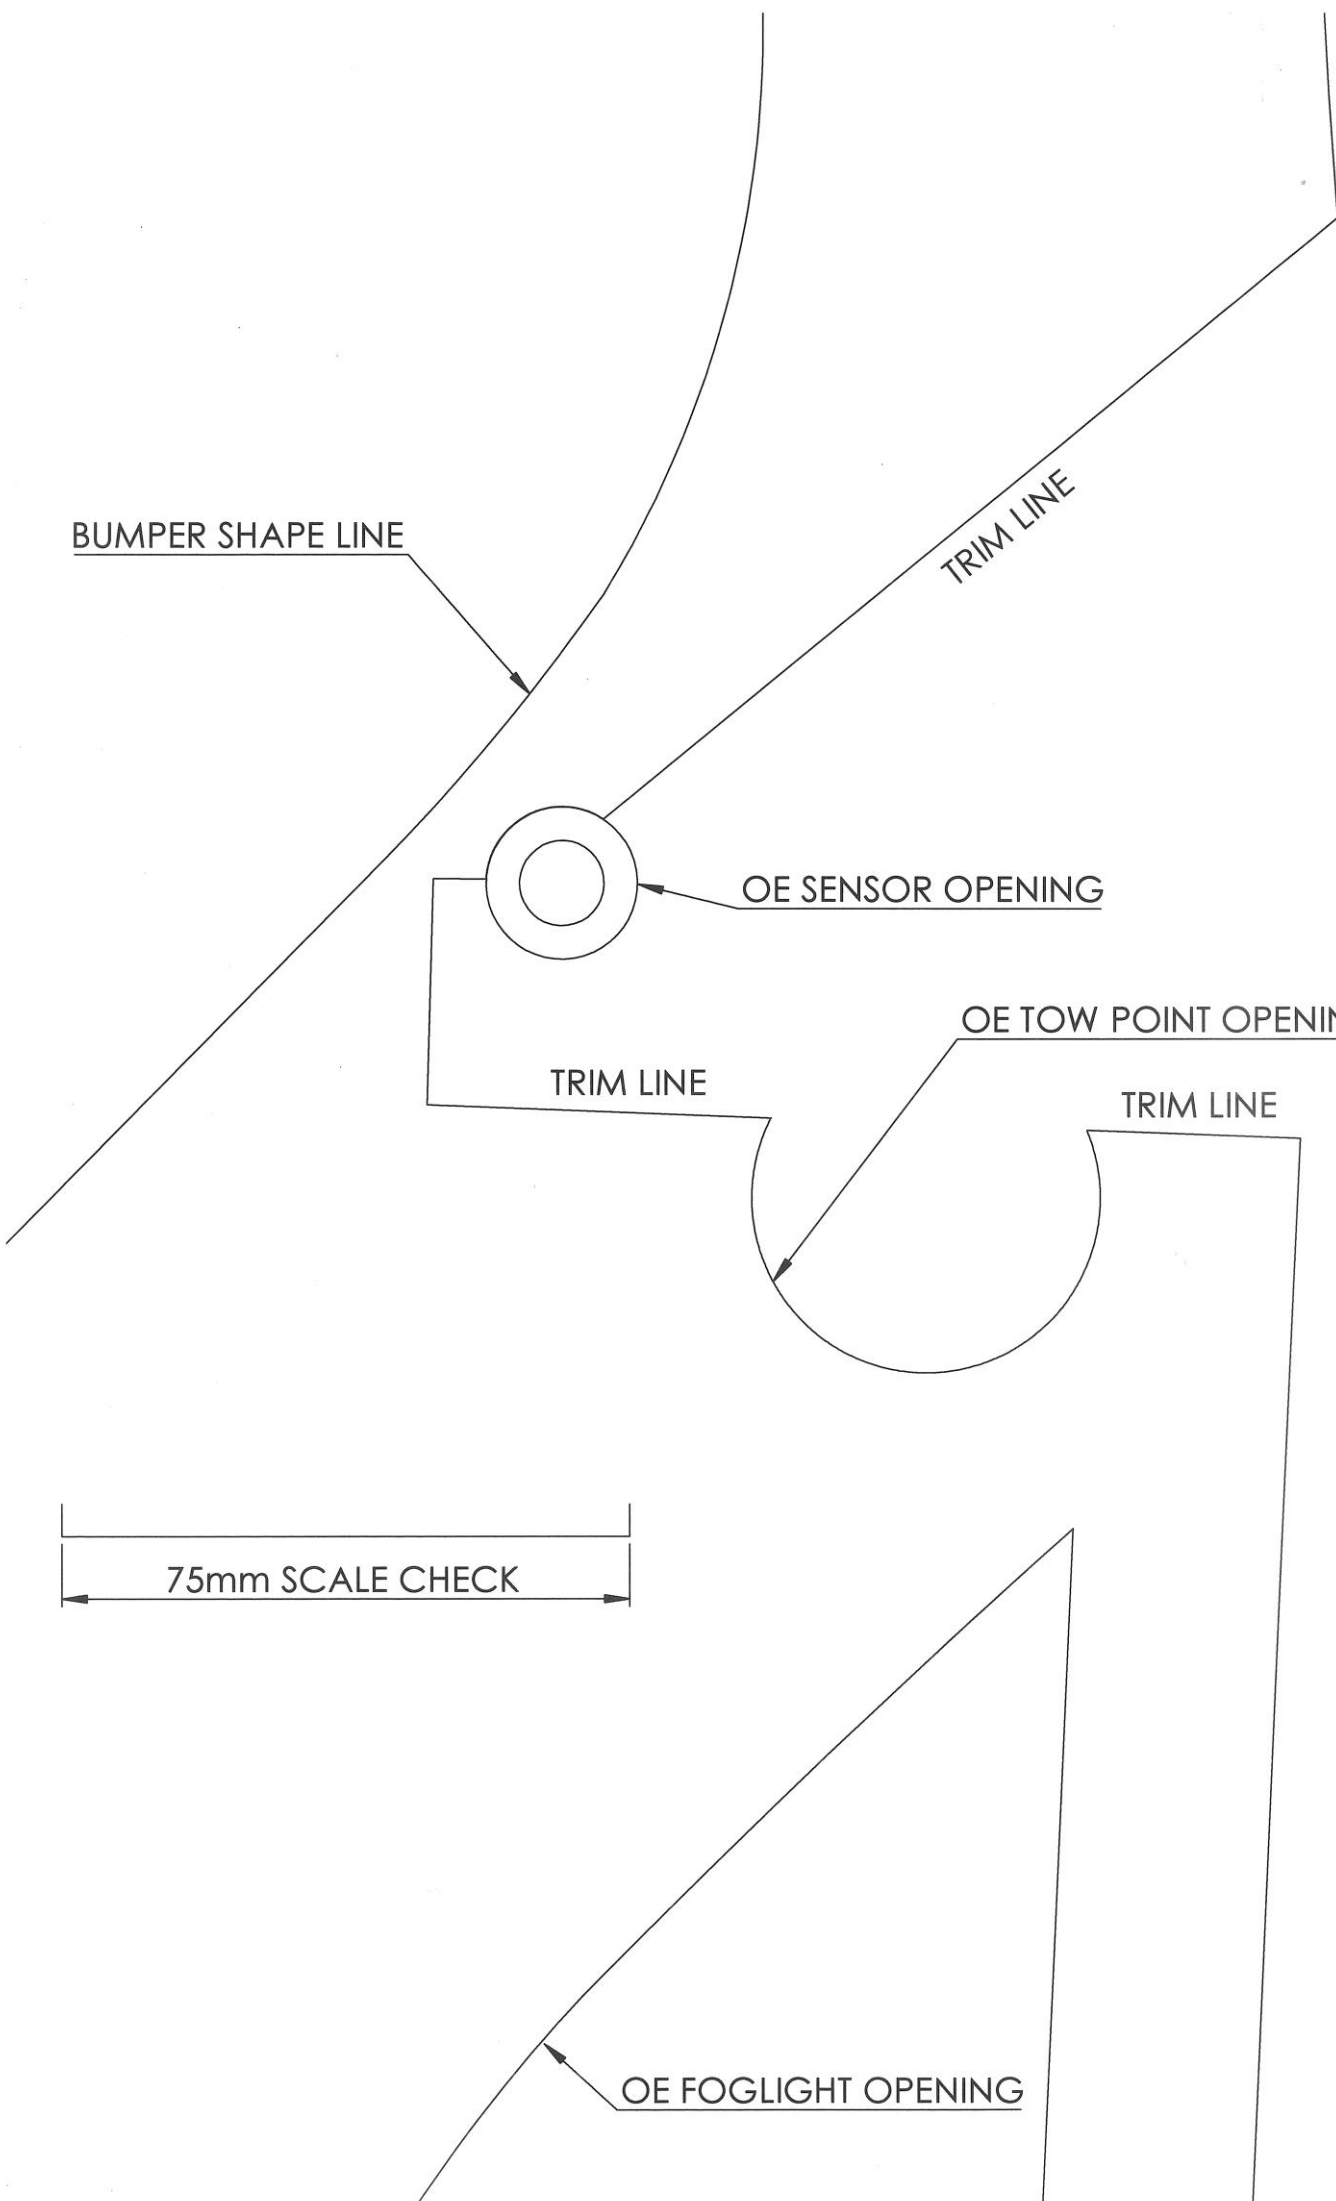 BUMPER SHAPE LINE
TRIM LINE
OE SENSOR OPENING
OE TOW POINT OPENIN
TRIM LINE
TRIM LINE
75mm SCALE CHECK
OE FOGLIGHT OPENING